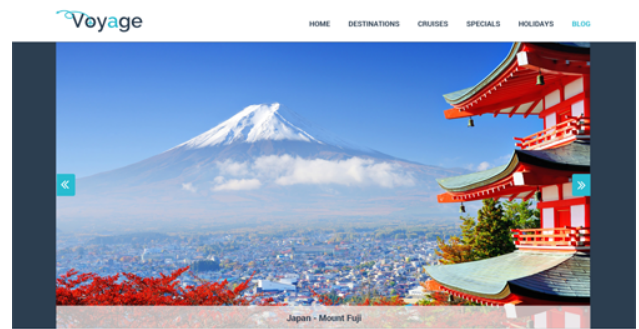 Voyage
HOME DESTINATIONS CRUISES SPECIALS HOLIDAYS BLOG
Japan - Mount Fuji